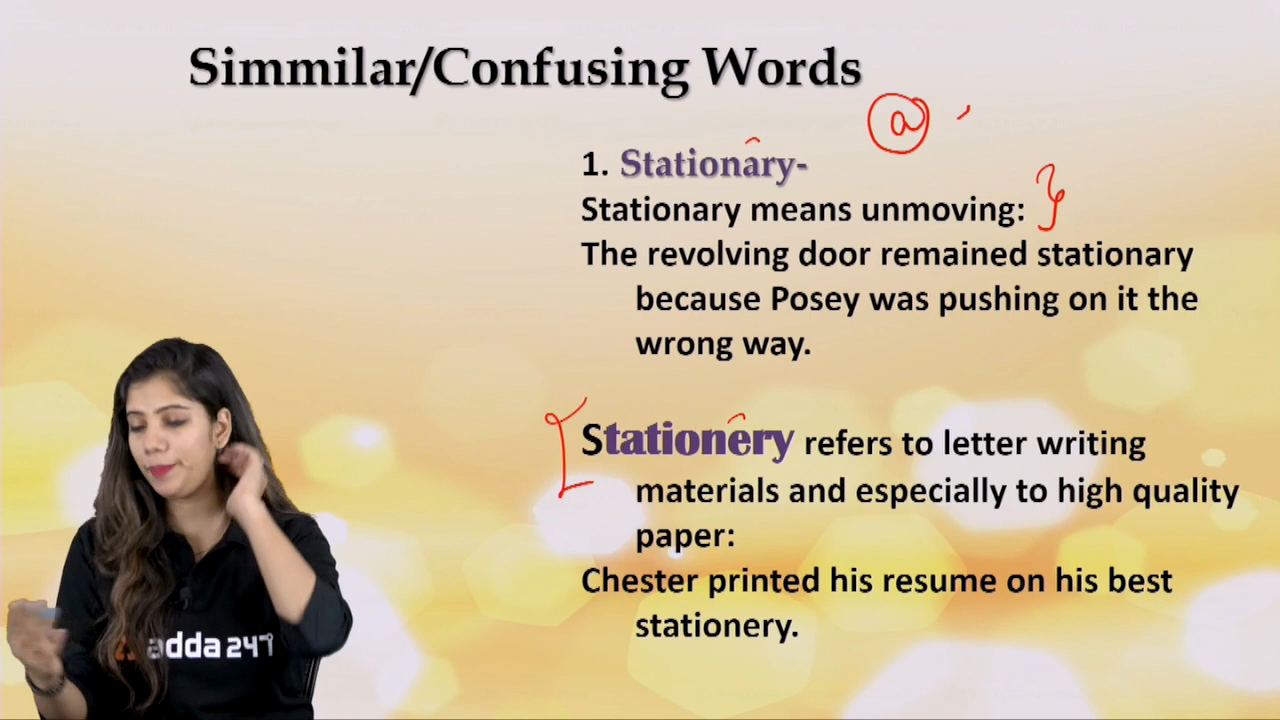 Simmilar/Confusing Words
a
1. Stationary-
Stationary means unmoving:
The revolving door remained stationary
because Posey was pushing on it the
wrong way.
Stationery refers to letter writing
materials and especially to high quality
paper:
Chester printed his resume on his best
stationery.
adda 247